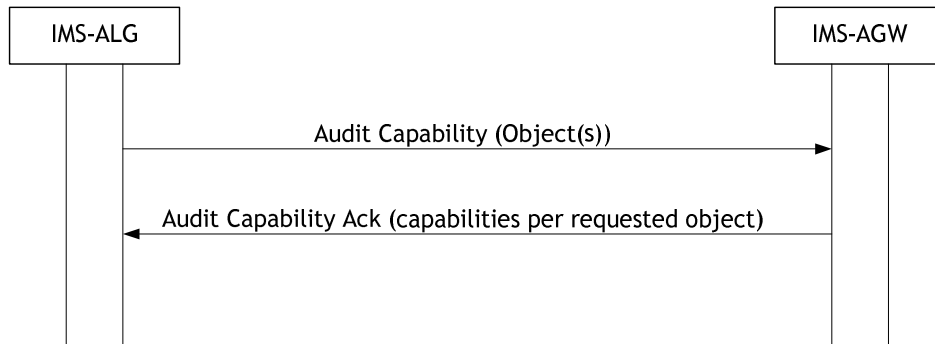 IMS-ALG
IMS-AGW
Audit Capability (Object(s))
Audit Capability Ack (capabilities per requested object)